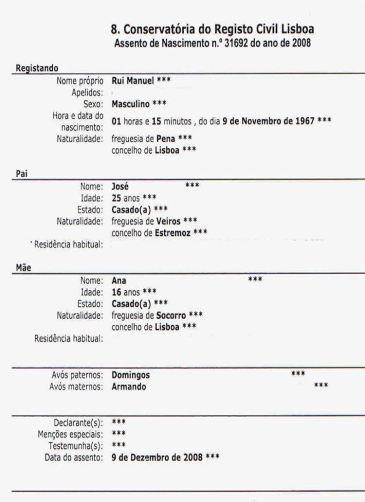 8. Conservatória do Registo Civil Lisboa
Assento de Nascimento n.º 31692 do ano de 2008
Registando
Nome próprio Rui Manuel ***
Apelidos:
Sexo: Masculino ***
Hora e data do nascimento: 01 horas e 15 minutos , do dia 9 de Novembro de 1967 ***
Naturalidade: freguesia de Pena ***
concelho de Lisboa ***
Pai
Nome: José ***
Idade: 25 anos ***
Estado: Casado(a) ***
Naturalidade: freguesia de Veiros ***
concelho de Estremoz ***
Residência habitual:
Mãe
Nome: Ana ***
Idade: 16 anos ***
Estado: Casado(a) ***
Naturalidade: freguesia de Socorro ***
concelho de Lisboa ***
Residência habitual:
Avós paternos: Domingos ***
Avós maternos: Armando ***
Declarante(s): ***
Menções especiais: ***
Testemunha(s): ***
Data do assento: 9 de Dezembro de 2008 ***